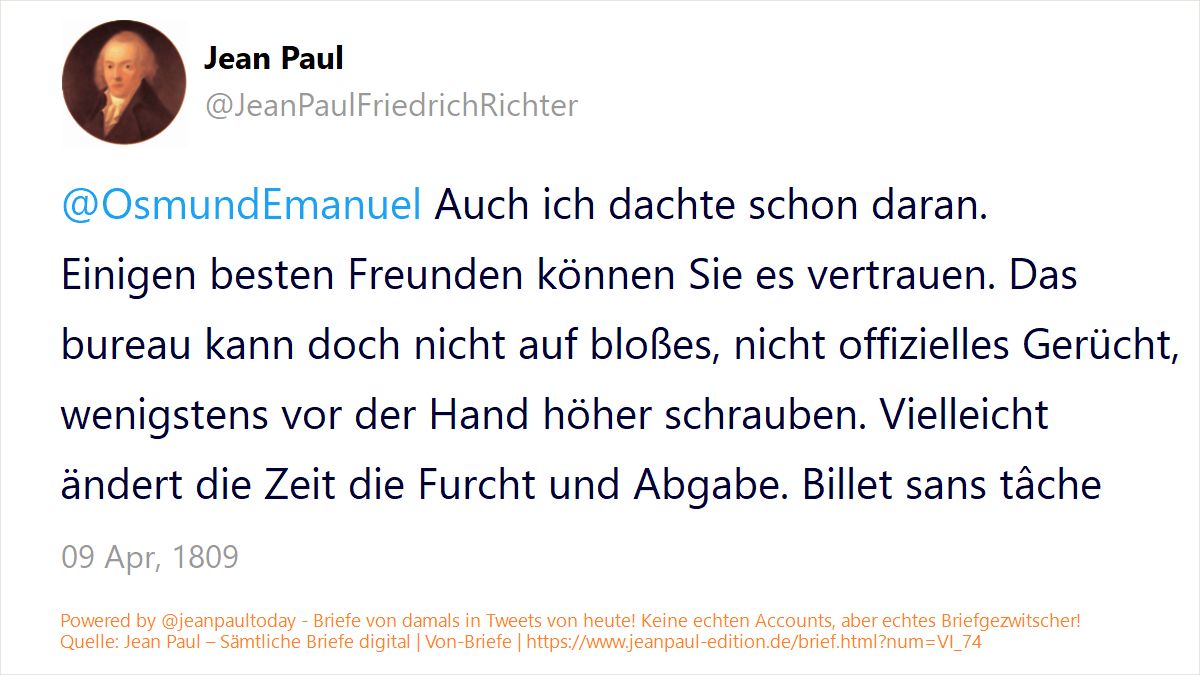 Jean Paul
@JeanPaulFriedrichRichter
@OsmundEmanuel Auch ich dachte schon daran.
Einigen besten Freunden können Sie es vertrauen. Das
bureau kann doch nicht auf bloßes, nicht offizielles Gerücht,
wenigstens vor der Hand höher schrauben. Vielleicht
ändert die Zeit die Furcht und Abgabe. Billet sans tâche
09 Apr, 1809
Powered by @jeanpaultoday - Briefe von damals in Tweets von heute! Keine echten Accounts, aber echtes Briefgezwitscher!
Quelle: Jean Paul – Sämtliche Briefe digital | Von-Briefe | https://www.jeanpaul-edition.de/brief.html?num=VI_74